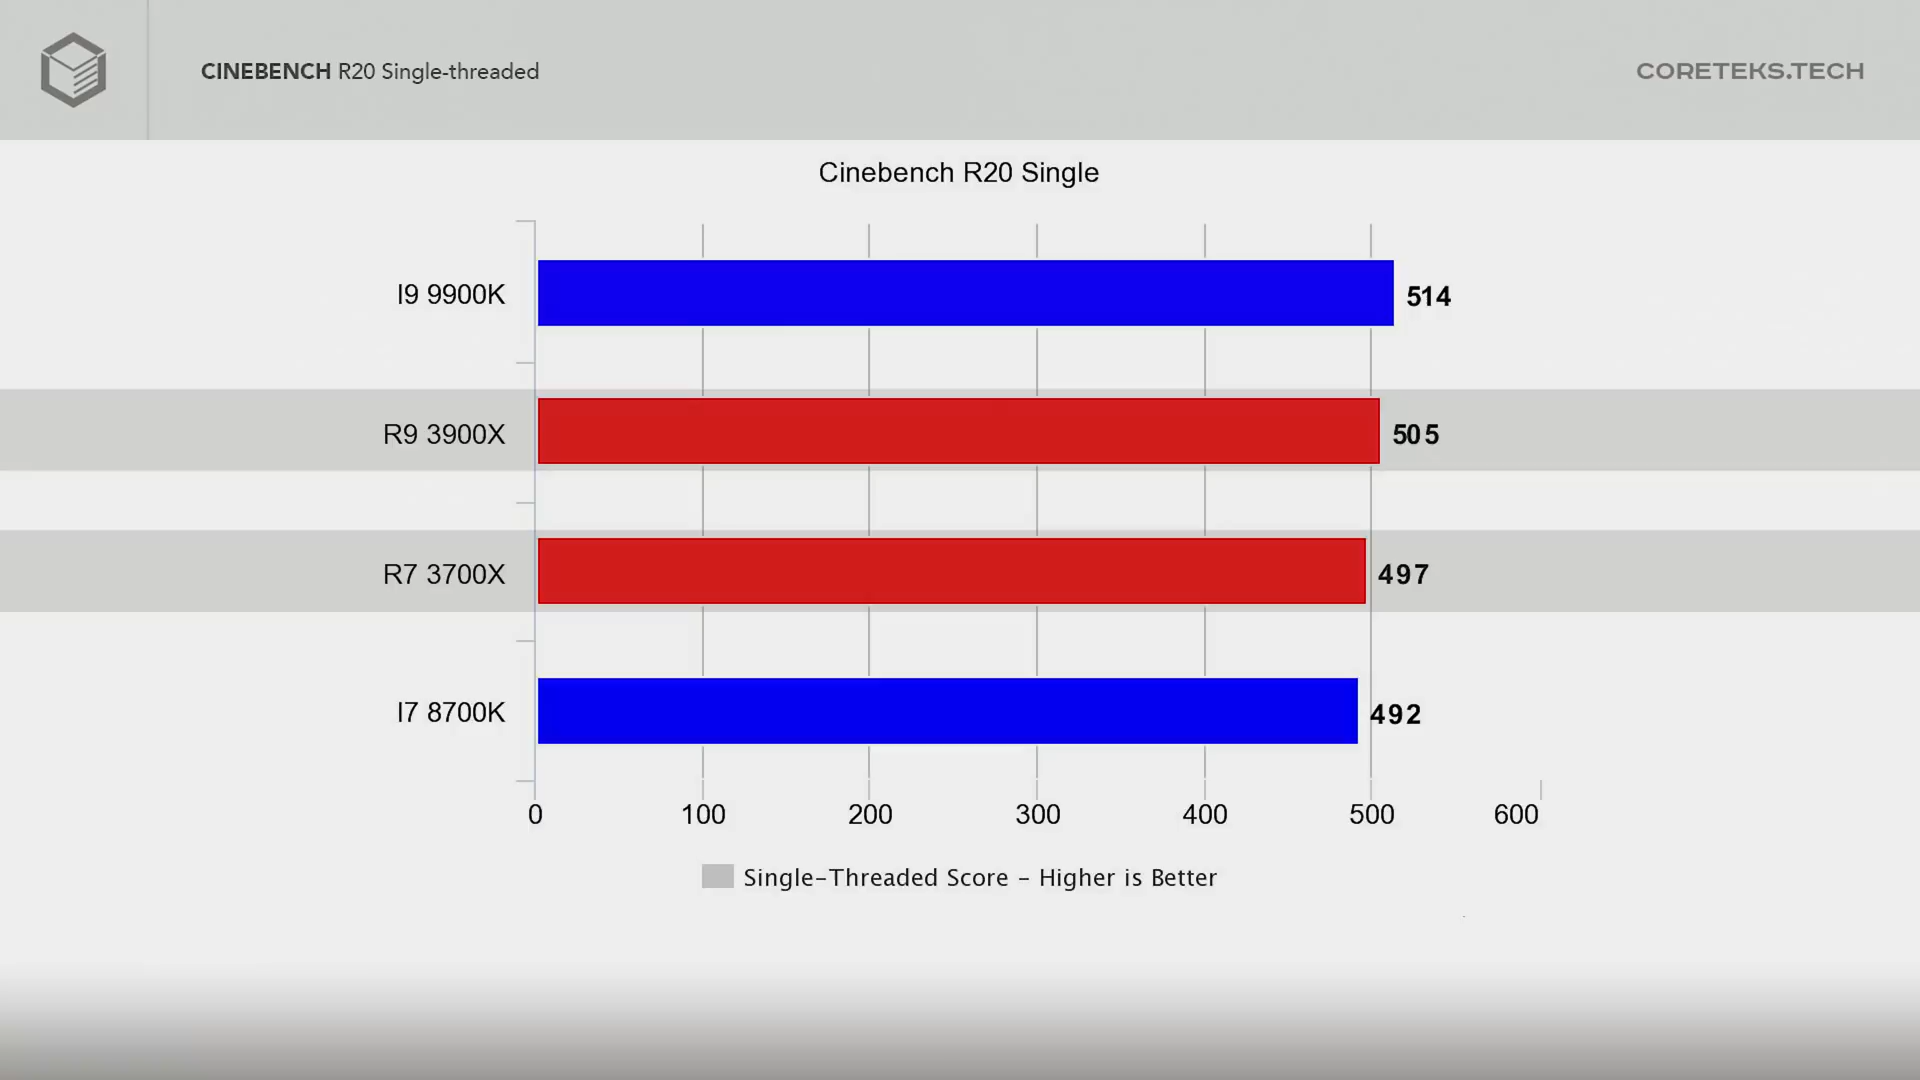 CINEBENCH R20 Single-threaded
CORETEKS.TECH
Cinebench R20 Single
I9 9900K 514
R9 3900X 505
R7 3700X 497
I7 8700K 492
0 100 200 300 400 500 600
Single-Threaded Score - Higher is Better